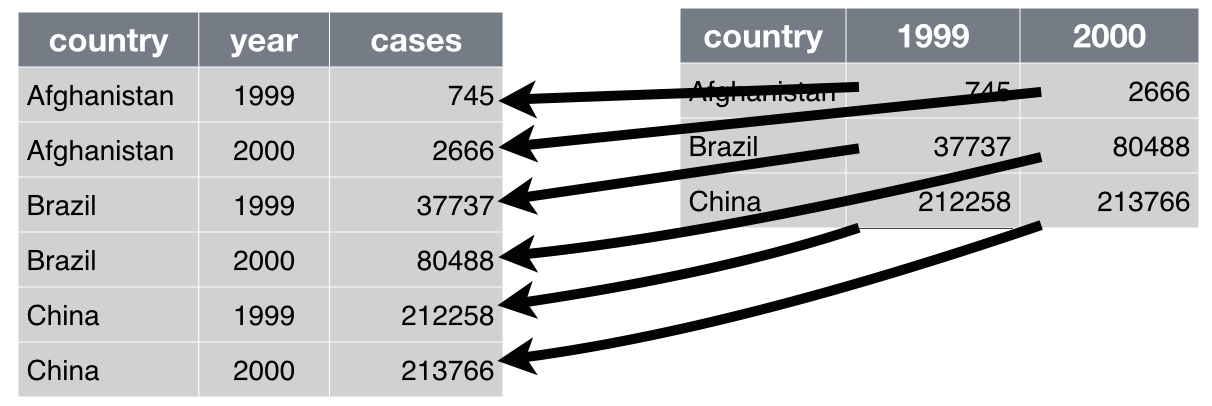 country year cases
Afghanistan 1999 745
Afghanistan 2000 2666
Brazil 1999 37737
Brazil 2000 80488
China 1999 212258
China 2000 213766
country 1999 2000
Afghanistan 745 2666
Brazil 37737 80488
China 212258 213766